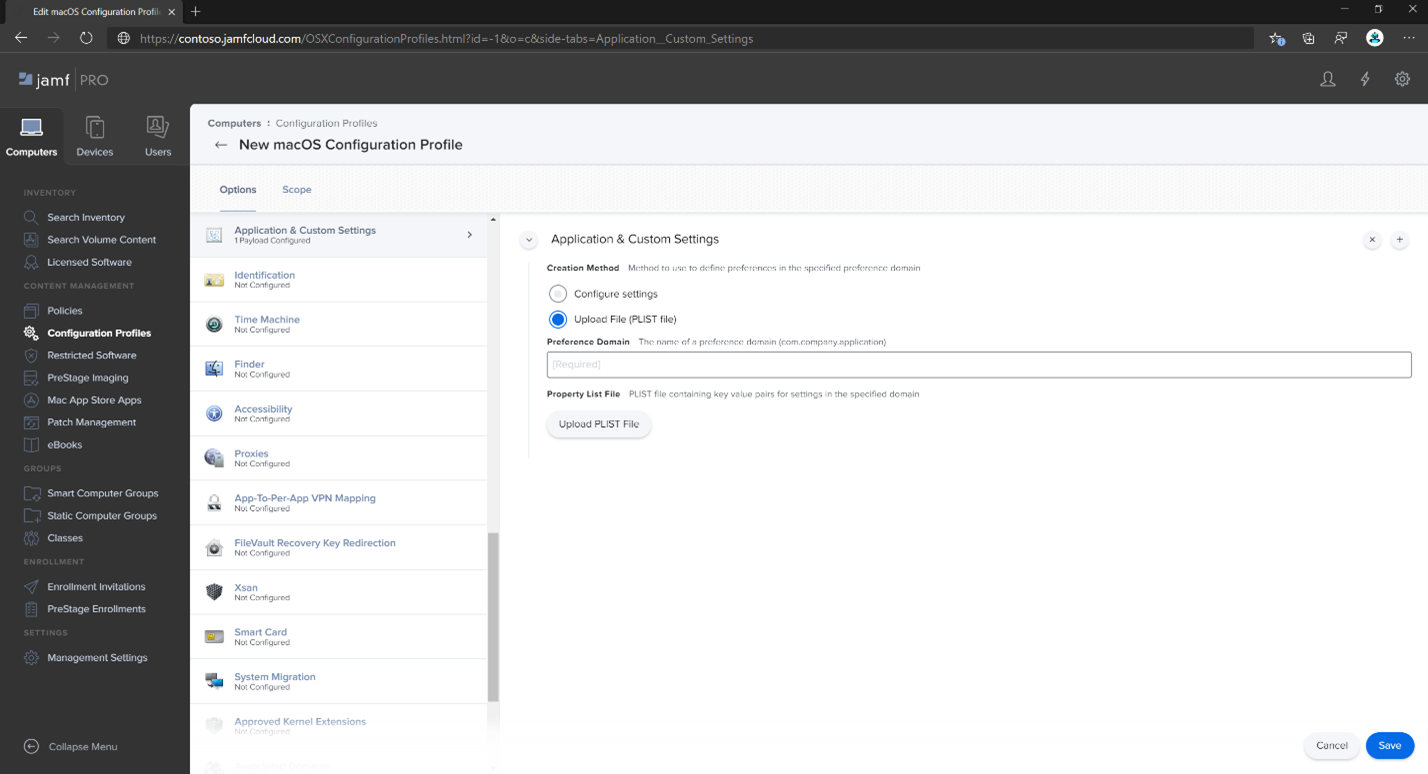 Edit macOS Configuration Profil
https://contoso.jamfcloud.com/OSXConfigurationProfiles.html?id=-1&o=c&side-tabs=Application__Custom_Settings
jamf PRO
Computers
Devices
Users
INVENTORY
Search Inventory
Search Volume Content
Licensed Software
CONTENT MANAGEMENT
Policies
Configuration Profiles
Restricted Software
PreStage Imaging
Mac App Store Apps
Patch Management
eBooks
GROUPS
Smart Computer Groups
Static Computer Groups
Classes
ENROLLMENT
Enrollment Invitations
PreStage Enrollments
SETTINGS
Management Settings
Collapse Menu
Computers : Configuration Profiles
← New macOS Configuration Profile
Options Scope
Application & Custom Settings
1 Payload Configured
Identification
Not Configured
Time Machine
Not Configured
Finder
Not Configured
Accessibility
Not Configured
Proxies
Not Configured
App-To-Per-App VPN Mapping
Not Configured
FileVault Recovery Key Redirection
Not Configured
Xsan
Not Configured
Smart Card
Not Configured
System Migration
Not Configured
Approved Kernel Extensions
Not Configured
Associated Domains
Application & Custom Settings
Creation Method Method to use to define preferences in the specified preference domain
Configure settings
Upload File (PLIST file)
Preference Domain The name of a preference domain (com.company.application)
[Required]
Property List File PLIST file containing key value pairs for settings in the specified domain
Upload PLIST File
Cancel
Save